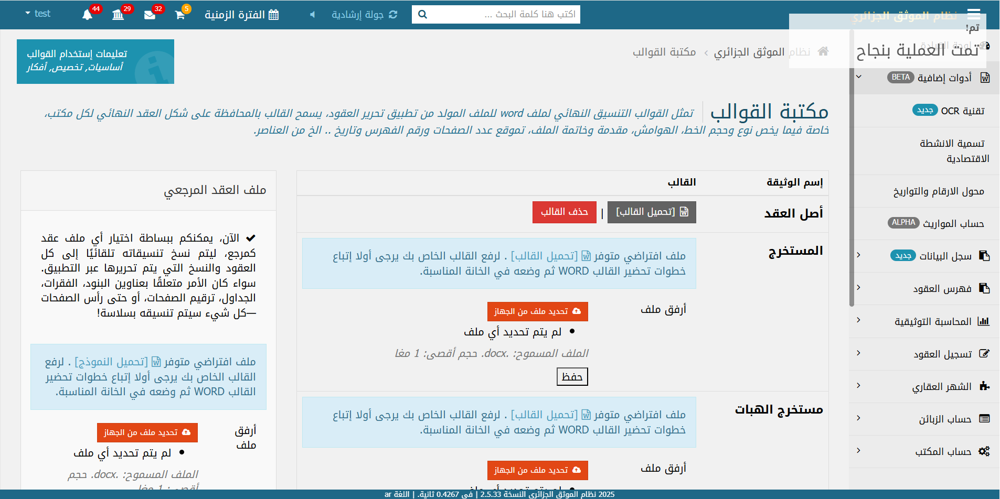 نظام الموثق الجزائري
اكتب هنا كلمة البحث ...
جولة إرشادية
الفترة الزمنية
5
32
29
44
test
تم!
تمت العملية بنجاح
لوحة القيادة
أدوات إضافية BETA
تقنية OCR جديد
تسمية الانشطة
الاقتصادية
محول الارقام والتواريخ
حساب المواريث ALPHA
سجل البيانات جديد
فهرس العقود
المحاسبة التوثيقية
تسجيل العقود
الشهر العقاري
حساب الزبائن
حساب المكتب
نظام الموثق الجزائري › مكتبة القوالب
تعليمات إستخدام القوالب
أساسيات, تخصيص, أفكار
مكتبة القوالب تمثل القوالب التنسيق النهائي لملف word للملف المولد من تطبيق تحرير العقود، يسمح القالب بالمحافظة على شكل العقد النهائي لكل مكتب،
خاصة فيما يخص نوع وحجم الخط، الهوامش، مقدمة وخاتمة الملف، تموقع عدد الصفحات ورقم الفهرس وتاريخ .. الخ من العناصر.
إسم الوثيقة القالب
أصل العقد [تحميل القالب] | حذف القالب
المستخرج
ملف افتراضي متوفر [تحميل القالب] . لرفع القالب الخاص بك يرجى أولا إتباع
خطوات تحضير القالب WORD ثم وضعه في الخانة المناسبة.
أرفق ملف
تحديد ملف من الجهاز
• لم يتم تحديد أي ملف
الملف المسموح: .docx. حجم أقصى: 1 مغا
حفظ
مستخرج الهبات
ملف افتراضي متوفر [تحميل القالب] . لرفع القالب الخاص بك يرجى أولا إتباع
خطوات تحضير القالب WORD ثم وضعه في الخانة المناسبة.
أرفق ملف
تحديد ملف من الجهاز
• لم يتم تحديد أي ملف
ملف العقد المرجعي
الآن، يمكنكم ببساطة اختيار أي ملف عقد
كمرجع، ليتم نسخ تنسيقاته تلقائيًا إلى كل
العقود والنسخ التي يتم تحريرها عبر التطبيق.
سواء كان الأمر متعلقًا بعناوين البنود، الفقرات،
الجداول، ترقيم الصفحات، أو حتى رأس الصفحات
—كل شيء سيتم تنسيقه بسلاسة!
ملف افتراضي متوفر [تحميل النموذج] . لرفع
القالب الخاص بك يرجى أولا إتباع خطوات تحضير
القالب WORD ثم وضعه في الخانة المناسبة.
أرفق
ملف
تحديد ملف من الجهاز
• لم يتم تحديد أي ملف
الملف المسموح: .docx. حجم
أقصى: 1 مغا
2025 نظام الموثق الجزائري النسخة 2.5.33 | في 0.4267 ثانية. | اللغة ar